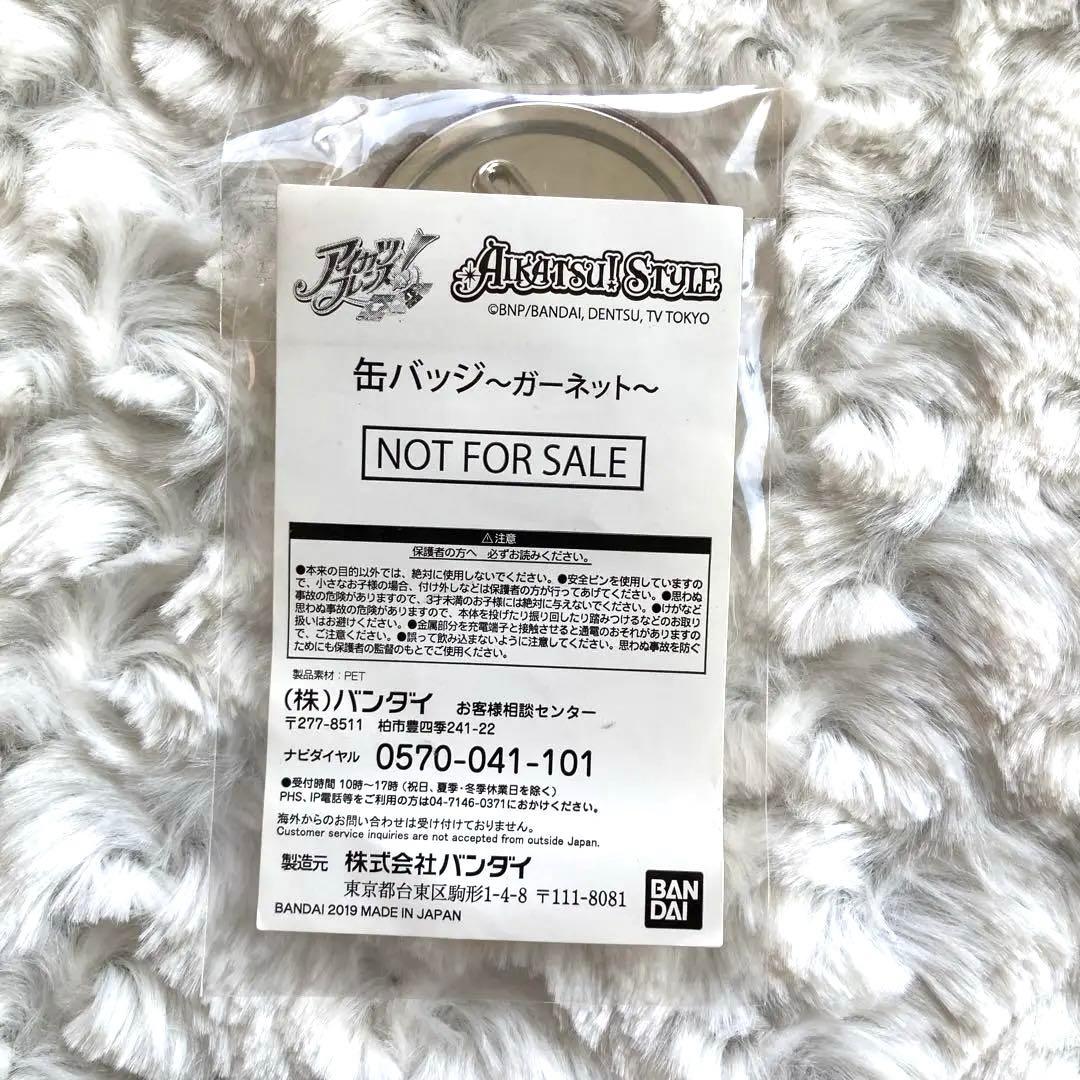 アイカツフレンズ!
AIKATSU! STYLE
©BNP/BANDAI, DENTSU, TV TOKYO
缶バッジ～ガーネット～
NOT FOR SALE
⚠注意
保護者の方へ 必ずお読みください。
●本来の目的以外では、絶対に使用しないでください。●安全ピンを使用していますの
で、小さなお子様の場合、付け外しなどは保護者の方が行ってあげてください。●思わぬ
事故の危険がありますので、3才未満のお子様には絶対に与えないでください。●けがなど
思わぬ事故の危険がありますので、本体を投げたり振り回したり踏みつけるなどのお取り
扱いはお避けください。●金属部分を充電端子と接触させると通電のおそれがありますの
で、ご注意ください。●誤って飲み込まないように注意してください。思わぬ事故を防ぐ
ためにも保護者の監督のもとでご使用ください。
製品素材：PET
(株)バンダイ お客様相談センター
〒277-8511 柏市豊四季241-22
ナビダイヤル 0570-041-101
●受付時間 10時～17時 (祝日、夏季・冬季休業日を除く)
PHS、IP電話等をご利用の方は04-7146-0371におかけください。
海外からのお問い合わせは受け付けておりません。
Customer service inquiries are not accepted from outside Japan.
製造元 株式会社バンダイ
東京都台東区駒形1-4-8 〒111-8081
BANDAI 2019 MADE IN JAPAN
BAN
DAI